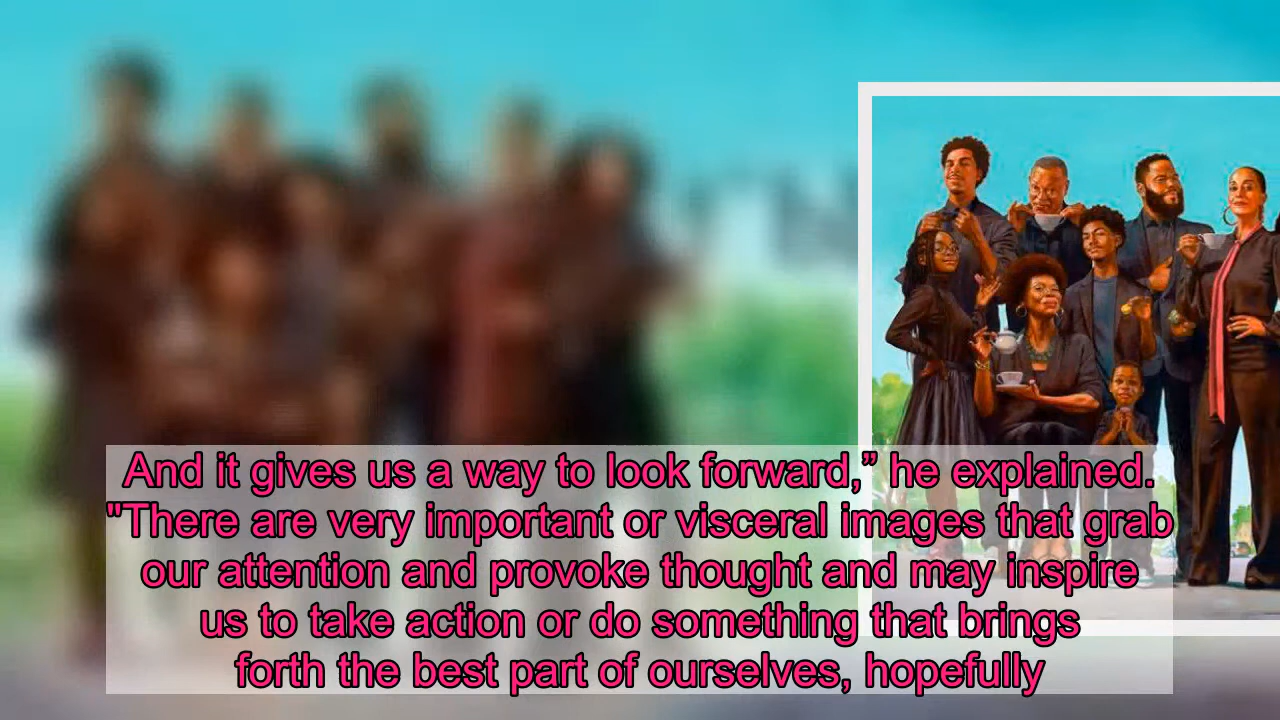 And it gives us a way to look forward,” he explained.
"There are very important or visceral images that grab
our attention and provoke thought and may inspire
us to take action or do something that brings
forth the best part of ourselves, hopefully